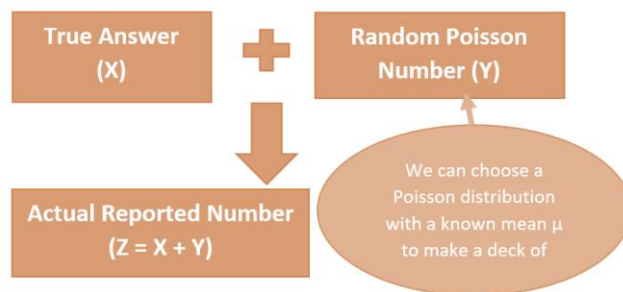 True Answer
(X)
Random Poisson
Number (Y)
Actual Reported Number
(Z = X + Y)
We can choose a
Poisson distribution
with a known mean μ
to make a deck of